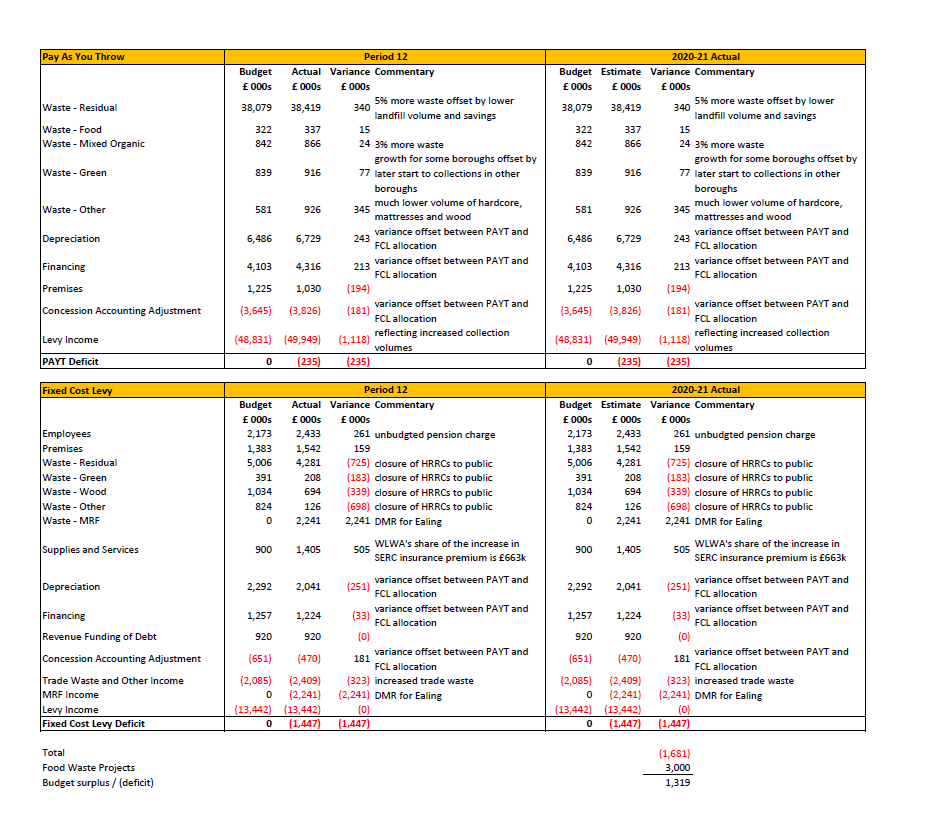 Pay As You Throw Period 12 2020-21 Actual
Budget Actual Variance Commentary Budget Estimate Variance Commentary
£ 000s £ 000s £ 000s £ 000s £ 000s £ 000s
Waste - Residual 38,079 38,419 340 5% more waste offset by lower landfill volume and savings 38,079 38,419 340 5% more waste offset by lower landfill volume and savings
Waste - Food 322 337 15 322 337 15
Waste - Mixed Organic 842 866 24 3% more waste 842 866 24 3% more waste
Waste - Green 839 916 77 growth for some boroughs offset by later start to collections in other boroughs 839 916 77 growth for some boroughs offset by later start to collections in other boroughs
Waste - Other 581 926 345 much lower volume of hardcore, mattresses and wood 581 926 345 much lower volume of hardcore, mattresses and wood
Depreciation 6,486 6,729 243 variance offset between PAYT and FCL allocation 6,486 6,729 243 variance offset between PAYT and FCL allocation
Financing 4,103 4,316 213 variance offset between PAYT and FCL allocation 4,103 4,316 213 variance offset between PAYT and FCL allocation
Premises 1,225 1,030 (194) 1,225 1,030 (194)
Concession Accounting Adjustment (3,645) (3,826) (181) variance offset between PAYT and FCL allocation (3,645) (3,826) (181) variance offset between PAYT and FCL allocation
Levy Income (48,831) (49,949) (1,118) reflecting increased collection volumes (48,831) (49,949) (1,118) reflecting increased collection volumes
PAYT Deficit 0 (235) (235) 0 (235) (235)
Fixed Cost Levy Period 12 2020-21 Actual
Budget Actual Variance Commentary Budget Estimate Variance Commentary
£ 000s £ 000s £ 000s £ 000s £ 000s £ 000s
Employees 2,173 2,433 261 unbudgted pension charge 2,173 2,433 261 unbudgted pension charge
Premises 1,383 1,542 159 1,383 1,542 159
Waste - Residual 5,006 4,281 (725) closure of HRRCs to public 5,006 4,281 (725) closure of HRRCs to public
Waste - Green 391 208 (183) closure of HRRCs to public 391 208 (183) closure of HRRCs to public
Waste - Wood 1,034 694 (339) closure of HRRCs to public 1,034 694 (339) closure of HRRCs to public
Waste - Other 824 126 (698) closure of HRRCs to public 824 126 (698) closure of HRRCs to public
Waste - MRF 0 2,241 2,241 DMR for Ealing 0 2,241 2,241 DMR for Ealing
Supplies and Services 900 1,405 505 WLWA's share of the increase in SERC insurance premium is £663k 900 1,405 505 WLWA's share of the increase in SERC insurance premium is £663k
Depreciation 2,292 2,041 (251) variance offset between PAYT and FCL allocation 2,292 2,041 (251) variance offset between PAYT and FCL allocation
Financing 1,257 1,224 (33) variance offset between PAYT and FCL allocation 1,257 1,224 (33) variance offset between PAYT and FCL allocation
Revenue Funding of Debt 920 920 (0) 920 920 (0)
Concession Accounting Adjustment (651) (470) 181 variance offset between PAYT and FCL allocation (651) (470) 181 variance offset between PAYT and FCL allocation
Trade Waste and Other Income (2,085) (2,409) (323) increased trade waste (2,085) (2,409) (323) increased trade waste
MRF Income 0 (2,241) (2,241) DMR for Ealing 0 (2,241) (2,241) DMR for Ealing
Levy Income (13,442) (13,442) (0) (13,442) (13,442) (0)
Fixed Cost Levy Deficit 0 (1,447) (1,447) 0 (1,447) (1,447)
Total (1,681)
Food Waste Projects 3,000
Budget surplus / (deficit) 1,319